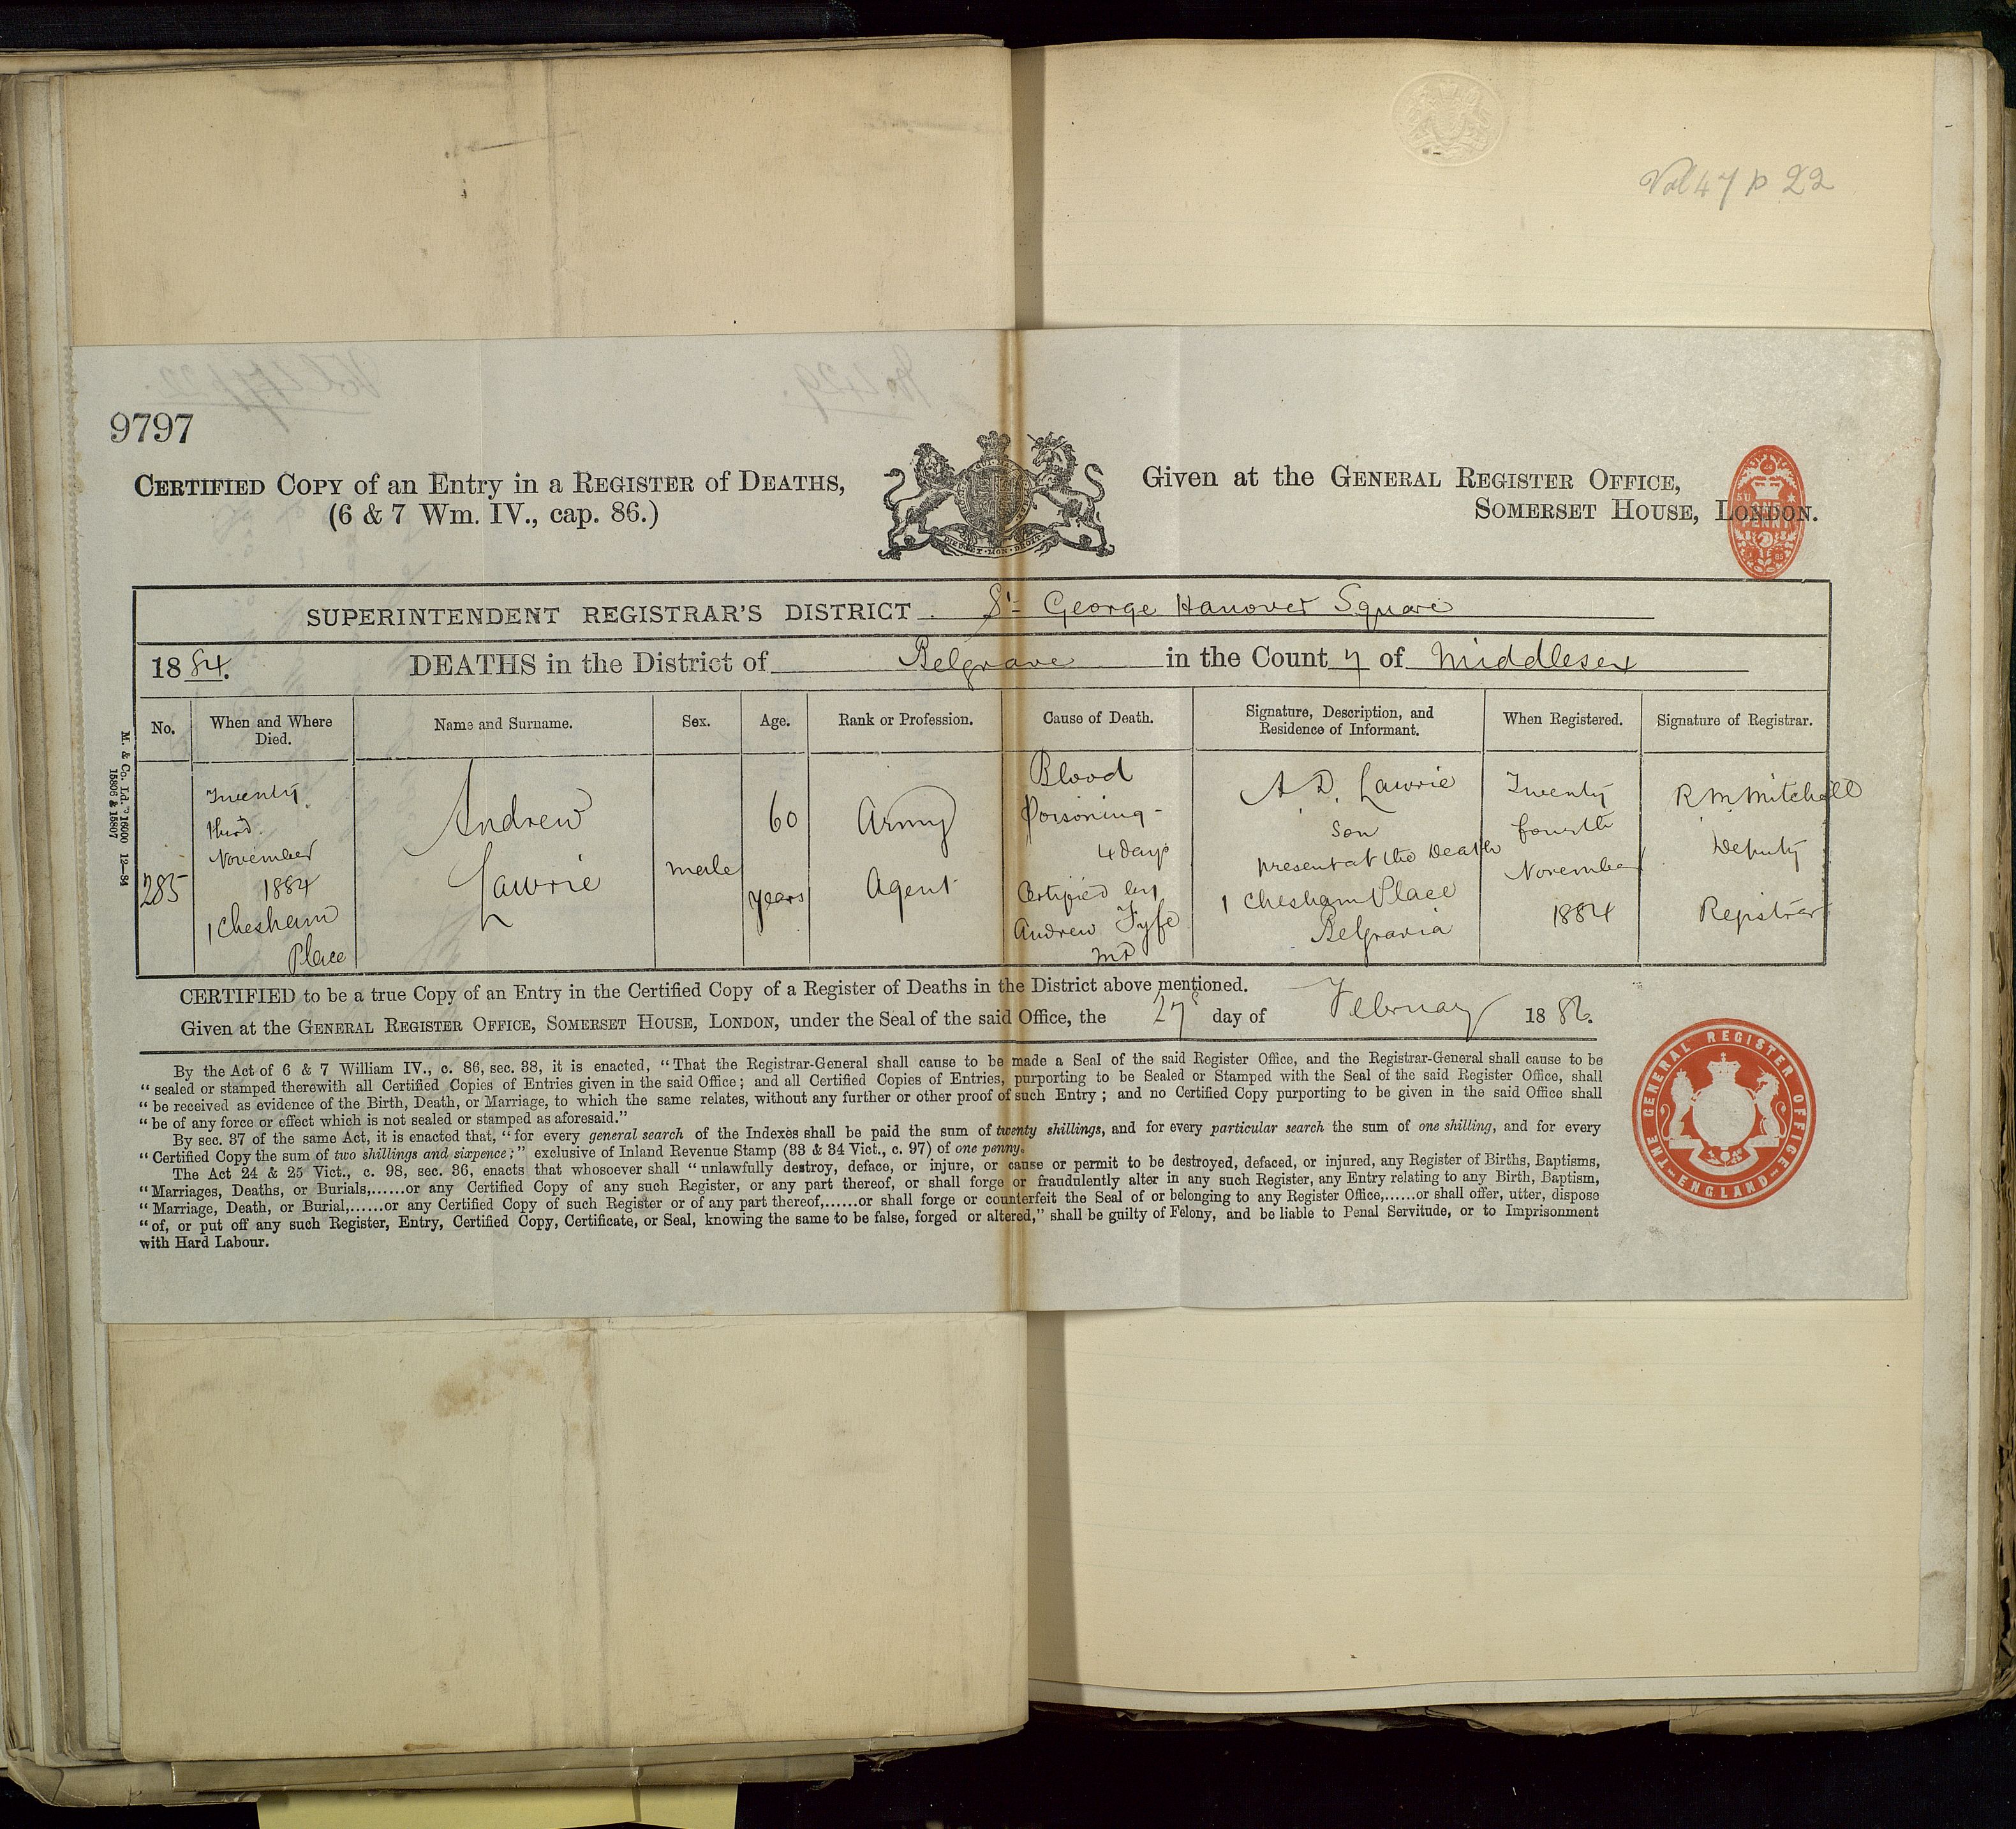 Vol 47 p 22
9797
CERTIFIED COPY of an Entry in a REGISTER of DEATHS,
(6 & 7 Wm. IV., cap. 86.)
DIEU ET MON DROIT
Given at the GENERAL REGISTER OFFICE,
SOMERSET HOUSE, LONDON.
ONE
PENNY
SUPERINTENDENT REGISTRAR'S DISTRICT St George Hanover Square
1884. DEATHS in the District of Belgrave in the County of Middlesex
No.
When and Where
Died.
Name and Surname.
Sex.
Age.
Rank or Profession.
Cause of Death.
Signature, Description, and
Residence of Informant.
When Registered.
Signature of Registrar.
285
Twenty
third
November
1884
1 Chesham
Place
Andrew
Lawrie
male
60
years
Army
Agent
Blood
Poisoning -
4 days
Certified by
Andrew Fyfe
MD
A D. Lawrie
Son
present at the Death
1 Chesham Place
Belgravia
Twenty
fourth
November
1884
R M Mitchell
Deputy
Registrar
M. & Co. Ld. 16000 12—84
15806 & 15807
CERTIFIED to be a true Copy of an Entry in the Certified Copy of a Register of Deaths in the District above mentioned.
Given at the GENERAL REGISTER OFFICE, SOMERSET HOUSE, LONDON, under the Seal of the said Office, the 27 day of February 1886.
By the Act of 6 & 7 William IV., c. 86, sec. 38, it is enacted, "That the Registrar-General shall cause to be made a Seal of the said Register Office, and the Registrar-General shall cause to be
"sealed or stamped therewith all Certified Copies of Entries given in the said Office; and all Certified Copies of Entries, purporting to be Sealed or Stamped with the Seal of the said Register Office, shall
"be received as evidence of the Birth, Death, or Marriage, to which the same relates, without any further or other proof of such Entry; and no Certified Copy purporting to be given in the said Office shall
"be of any force or effect which is not sealed or stamped as aforesaid."
By sec. 37 of the same Act, it is enacted that, "for every general search of the Indexes shall be paid the sum of twenty shillings, and for every particular search the sum of one shilling, and for every
"Certified Copy the sum of two shillings and sixpence;" exclusive of Inland Revenue Stamp (33 & 34 Vict., c. 97) of one penny.
The Act 24 & 25 Vict., c. 98, sec. 36, enacts that whosoever shall "unlawfully destroy, deface, or injure, or cause or permit to be destroyed, defaced, or injured, any Register of Births, Baptisms,
"Marriages, Deaths, or Burials,......or any Certified Copy of any such Register, or any part thereof, or shall forge or fraudulently alter in any such Register, any Entry relating to any Birth, Baptism,
"Marriage, Death, or Burial,......or any Certified Copy of such Register or of any part thereof,......or shall forge or counterfeit the Seal of or belonging to any Register Office,......or shall offer, utter, dispose
"of, or put off any such Register, Entry, Certified Copy, Certificate, or Seal, knowing the same to be false, forged or altered," shall be guilty of Felony, and be liable to Penal Servitude, or to Imprisonment
with Hard Labour.
THE GENERAL REGISTER OFFICE
ENGLAND